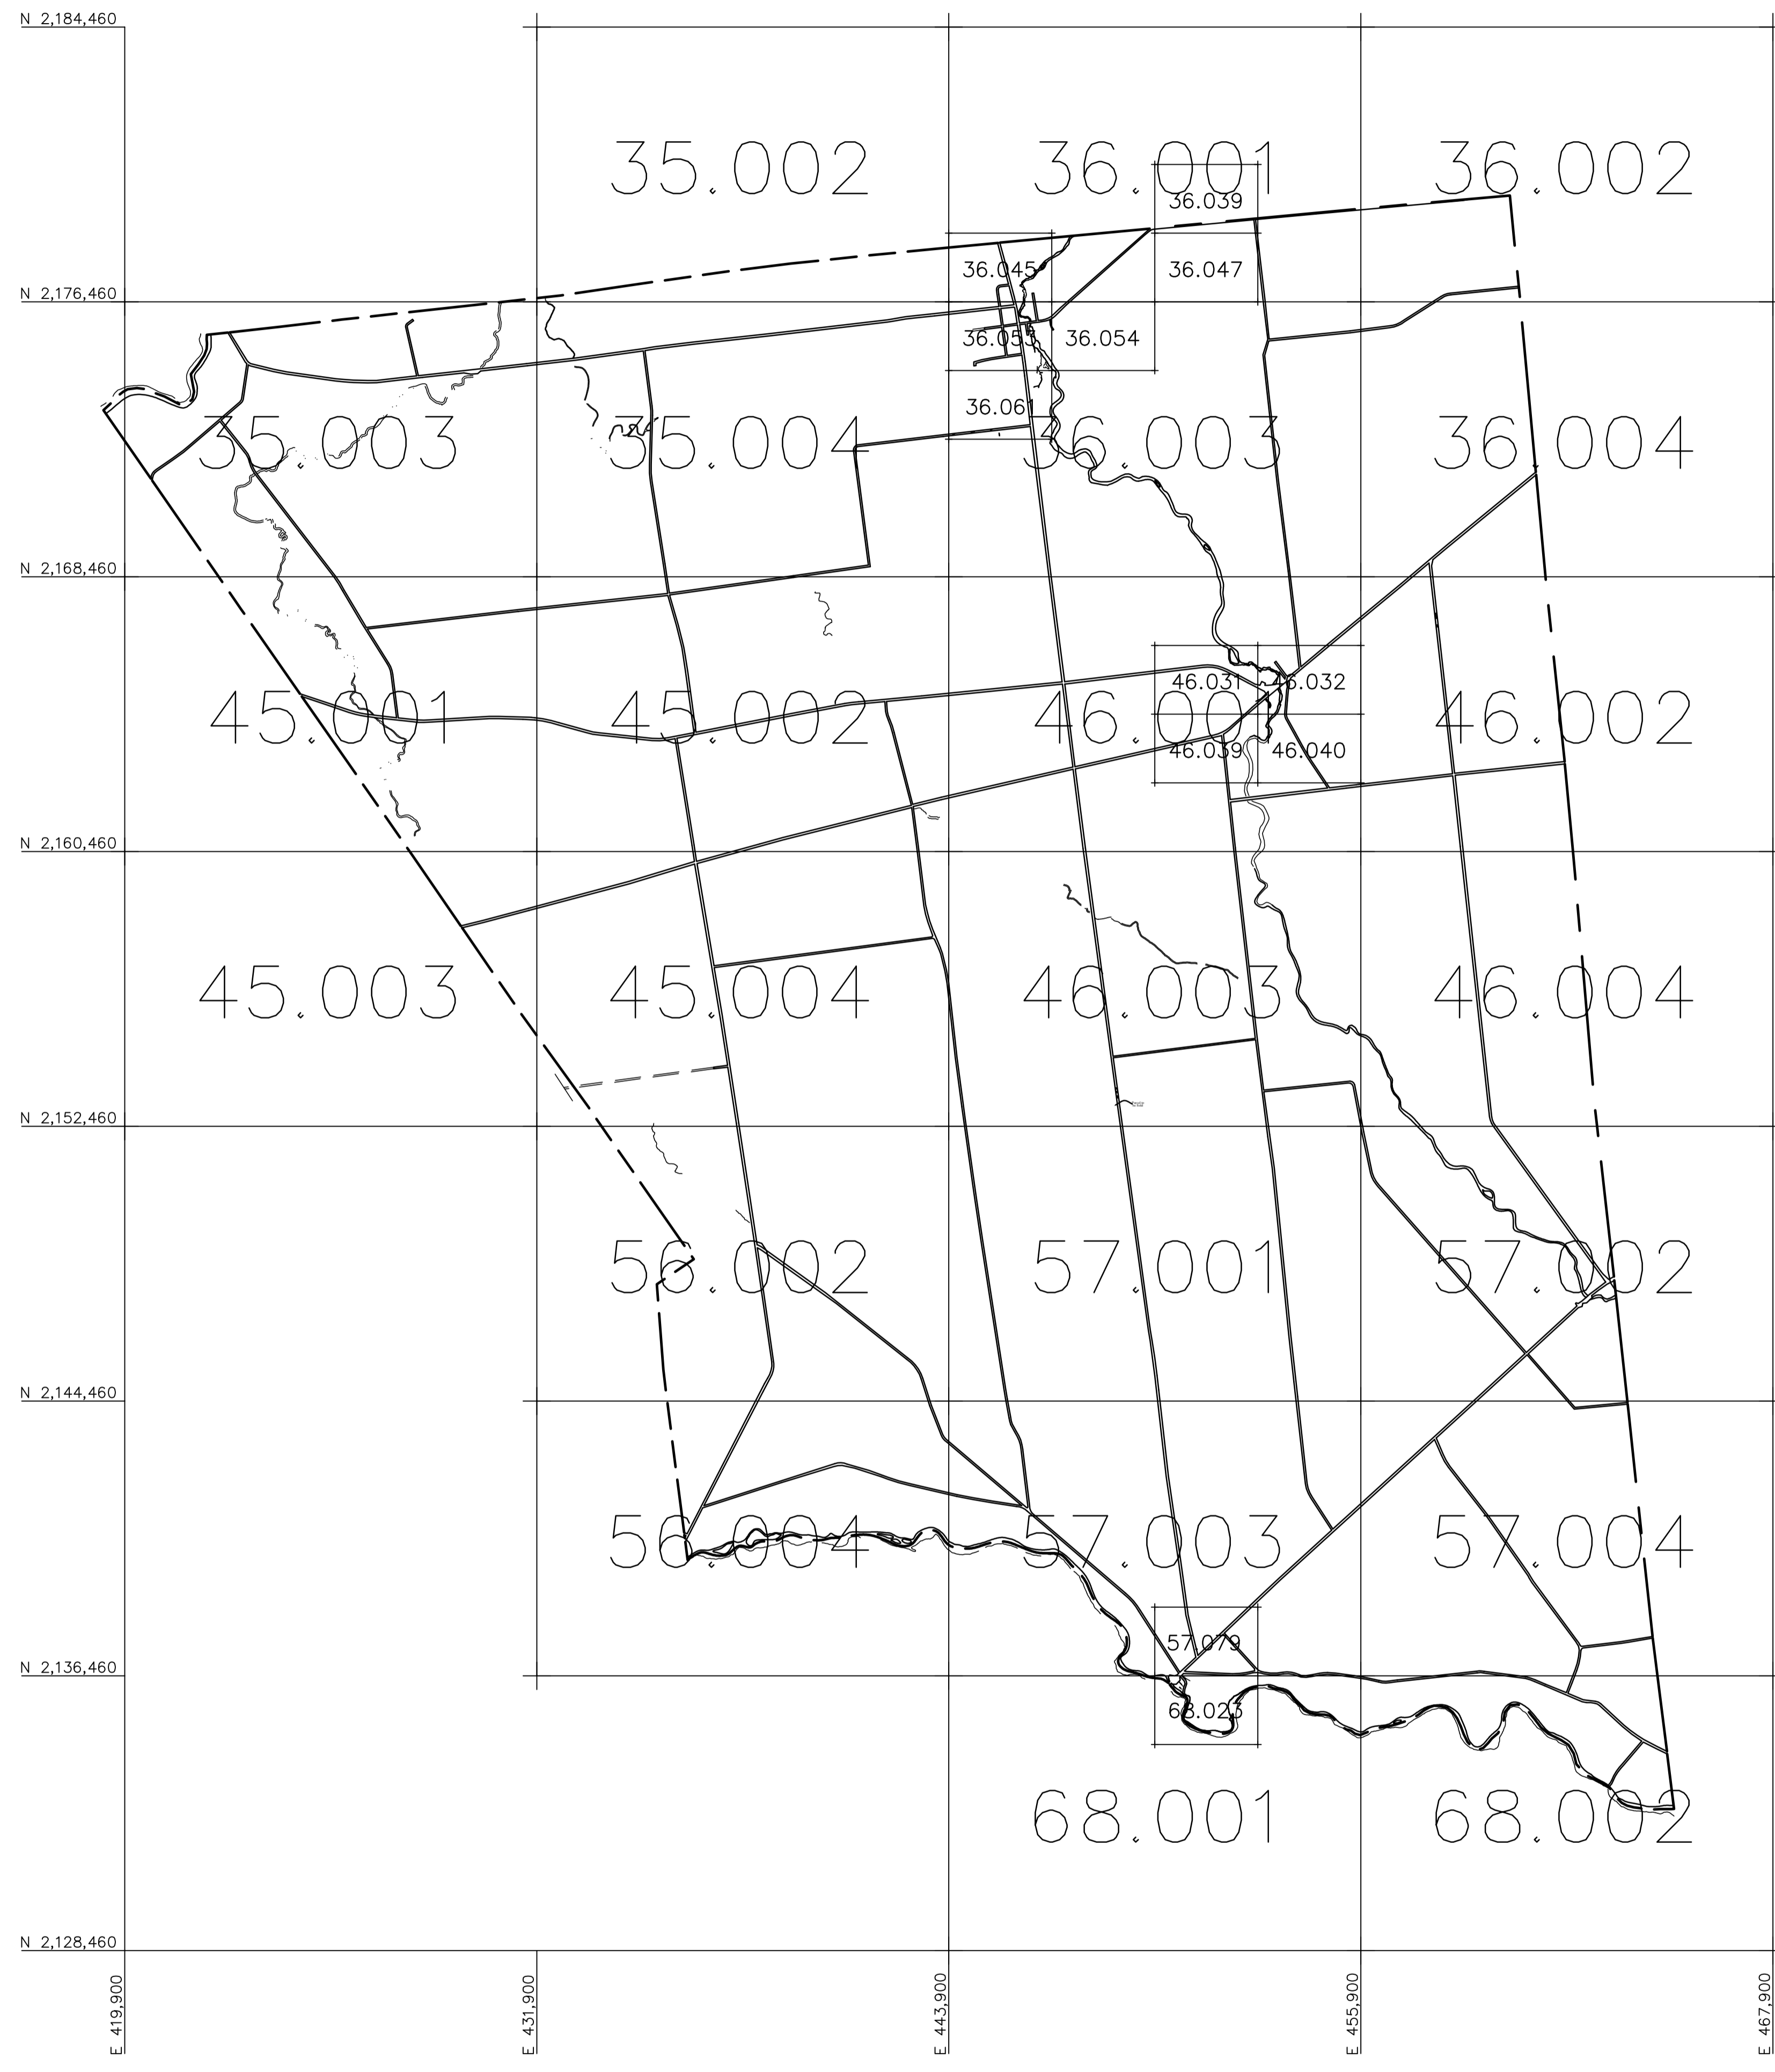 N 2,184,460
35.002 36.001 36.002
36.039
36.045 36.047
N 2,176,460
36.053 36.054
36.061
35.003 35.004 36.003 36.004
N 2,168,460
46.031 46.032
45.001 45.002 46.001 46.002
46.039 46.040
N 2,160,460
45.003 45.004 46.003 46.004
N 2,152,460
56.002 57.001 57.002
N 2,144,460
56.004 57.003 57.004
57.079
N 2,136,460
68.023
68.001 68.002
N 2,128,460
E 419,900
E 431,900
E 443,900
E 455,900
E 467,900